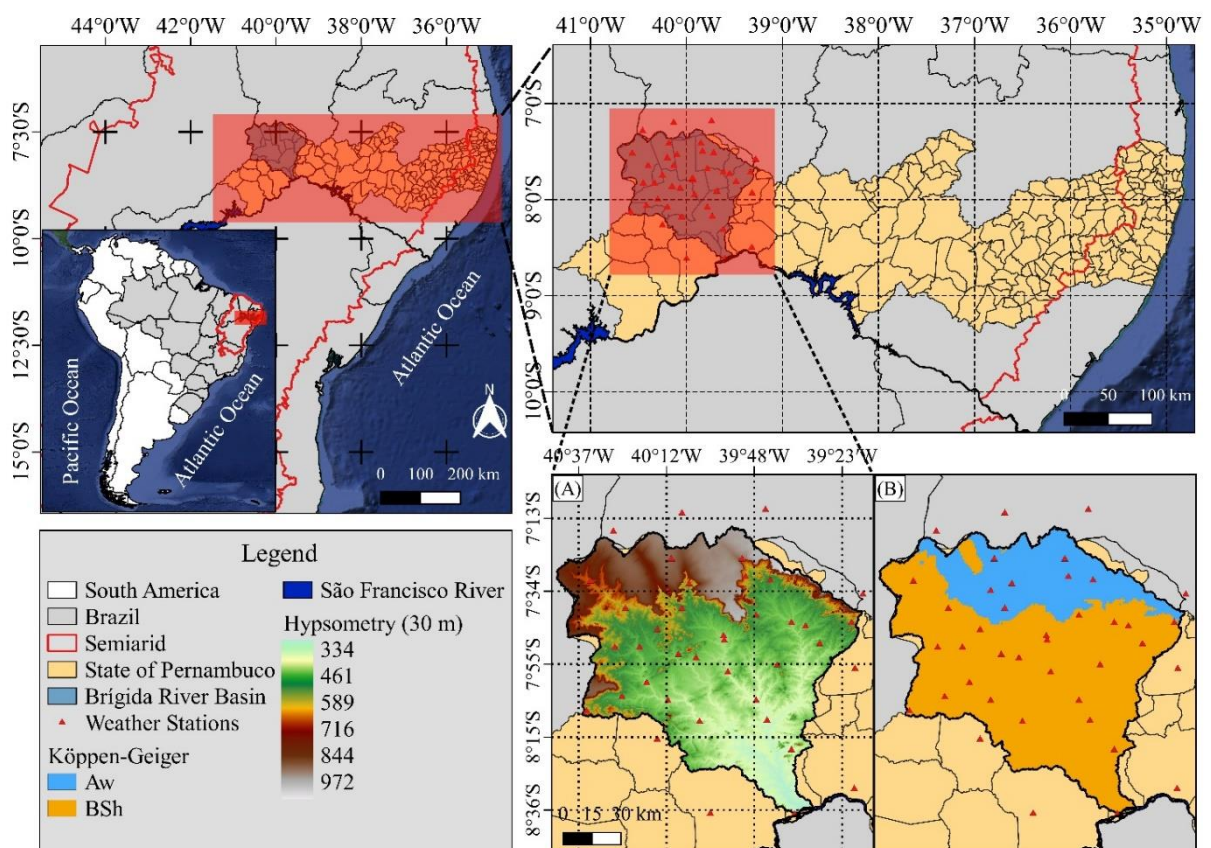 44°0'W 42°0'W 40°0'W 38°0'W 36°0'W
7°30'S
10°0'S
12°30'S
15°0'S
Pacific Ocean
Atlantic Ocean
Atlantic Ocean
N
0 100 200 km
41°0'W 40°0'W 39°0'W 38°0'W 37°0'W 36°0'W 35°0'W
7°0'S
8°0'S
9°0'S
10°0'S
0 50 100 km
Legend
South America
Brazil
Semiarid
State of Pernambuco
Brígida River Basin
Weather Stations
Köppen-Geiger
Aw
BSh
São Francisco River
Hypsometry (30 m)
334
461
589
716
844
972
40°37'W 40°12'W 39°48'W 39°23'W
(A)
7°13'S
7°34'S
7°55'S
8°15'S
8°36'S
0 15 30 km
(B)